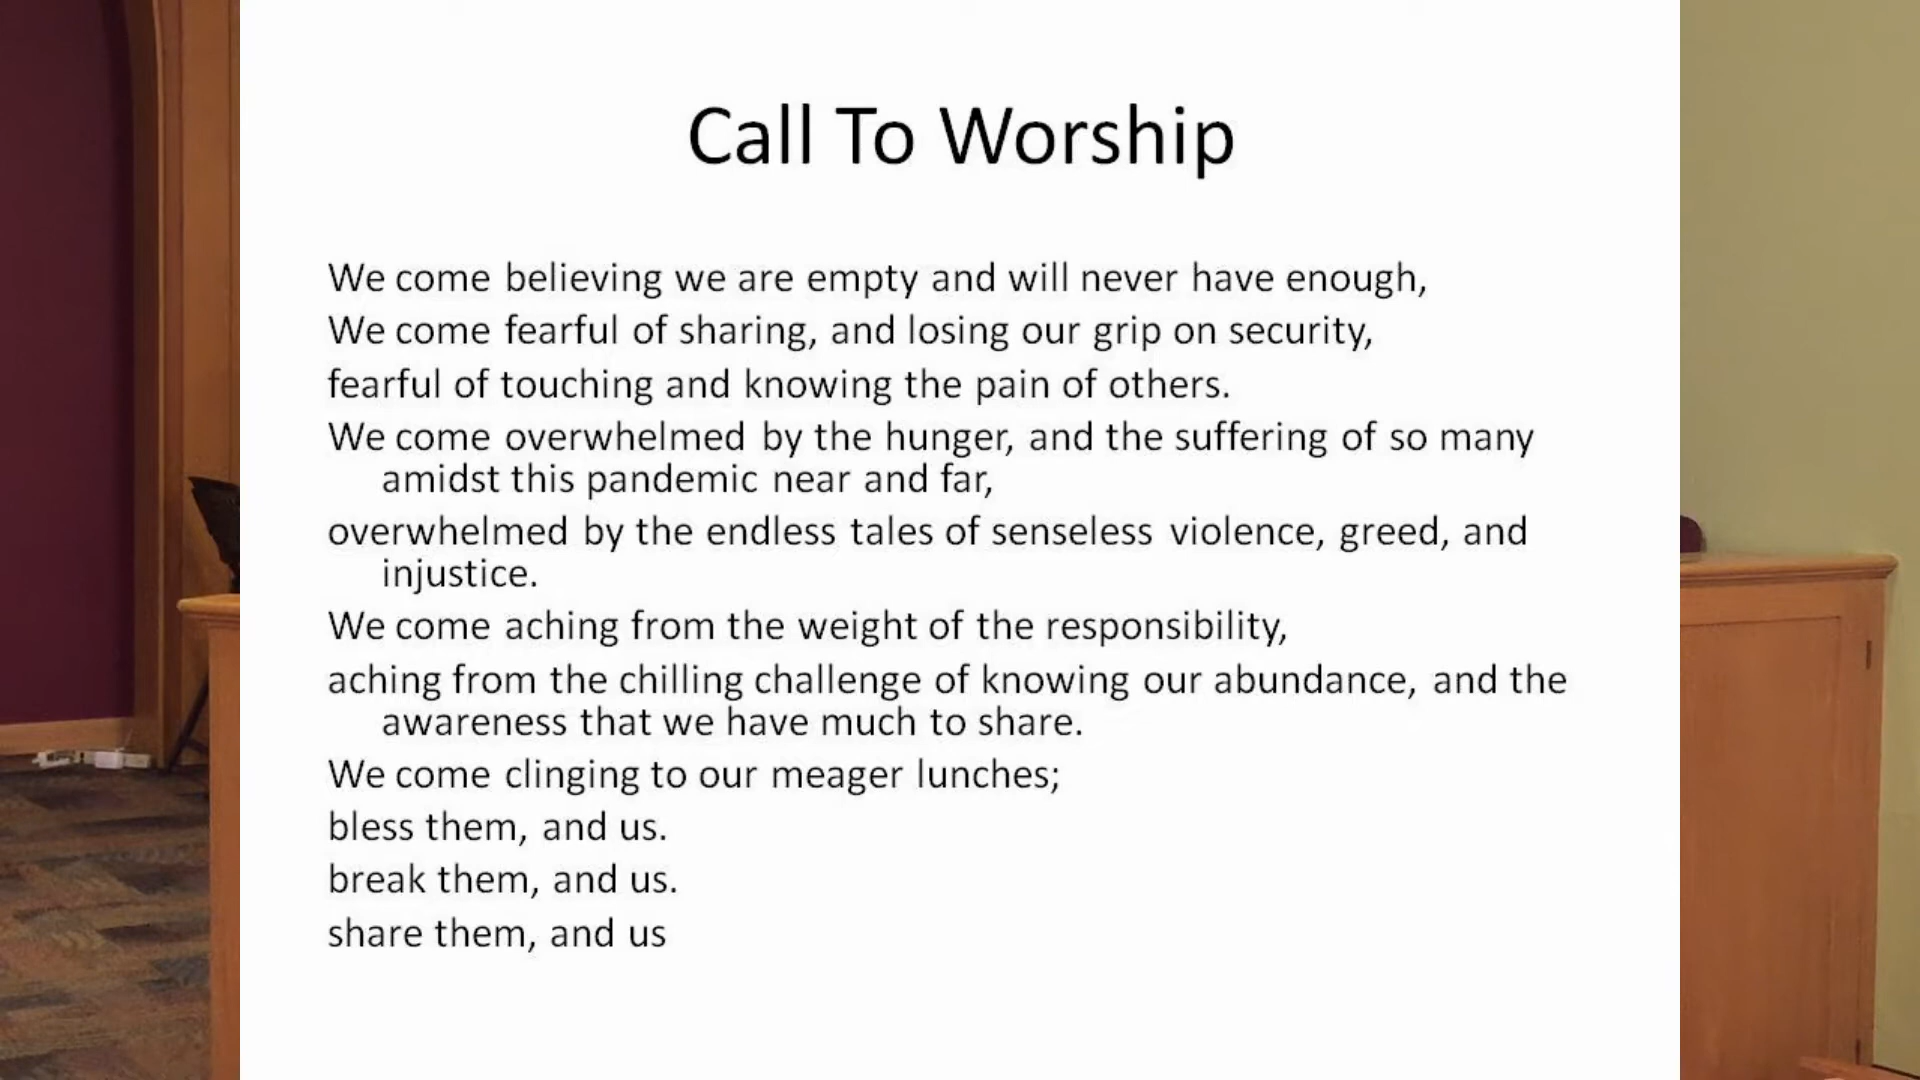 Call To Worship
We come believing we are empty and will never have enough,
We come fearful of sharing, and losing our grip on security,
fearful of touching and knowing the pain of others.
We come overwhelmed by the hunger, and the suffering of so many
amidst this pandemic near and far,
overwhelmed by the endless tales of senseless violence, greed, and
injustice.
We come aching from the weight of the responsibility,
aching from the chilling challenge of knowing our abundance, and the
awareness that we have much to share.
We come clinging to our meager lunches;
bless them, and us.
break them, and us.
share them, and us